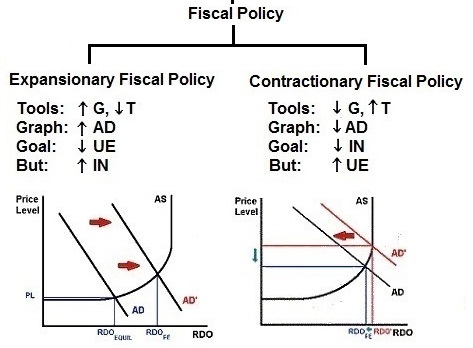 Fiscal Policy
Expansionary Fiscal Policy
Tools: ↑ G, ↓ T
Graph: ↑ AD
Goal: ↓ UE
But: ↑ IN
Contractionary Fiscal Policy
Tools: ↓ G, ↑ T
Graph: ↓ AD
Goal: ↓ IN
But: ↑ UE
Price
Level
AS
PL
AD
AD'
RDO EQUIL.
RDO FE
RDO
Price
Level
AS
AD'
AD
RDO FE
RDO'
RDO